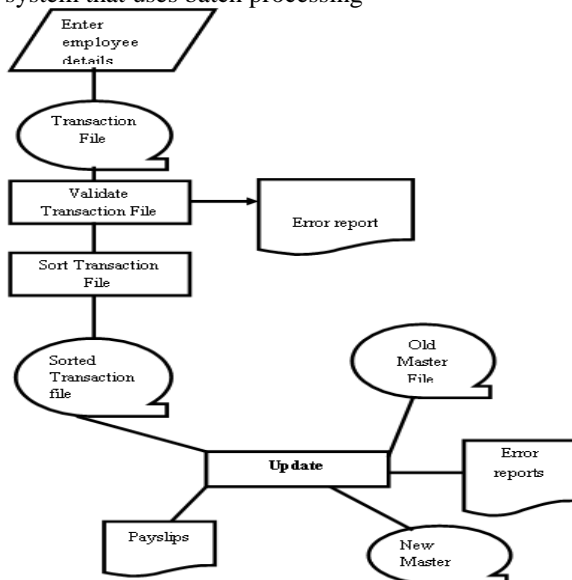 system that uses batch processing
Enter
employee
details
Transaction
File
Validate
Transaction File
Error report
Sort Transaction
File
Sorted
Transaction
file
Old
Master
File
Update
Error
reports
Payslips
New
Master